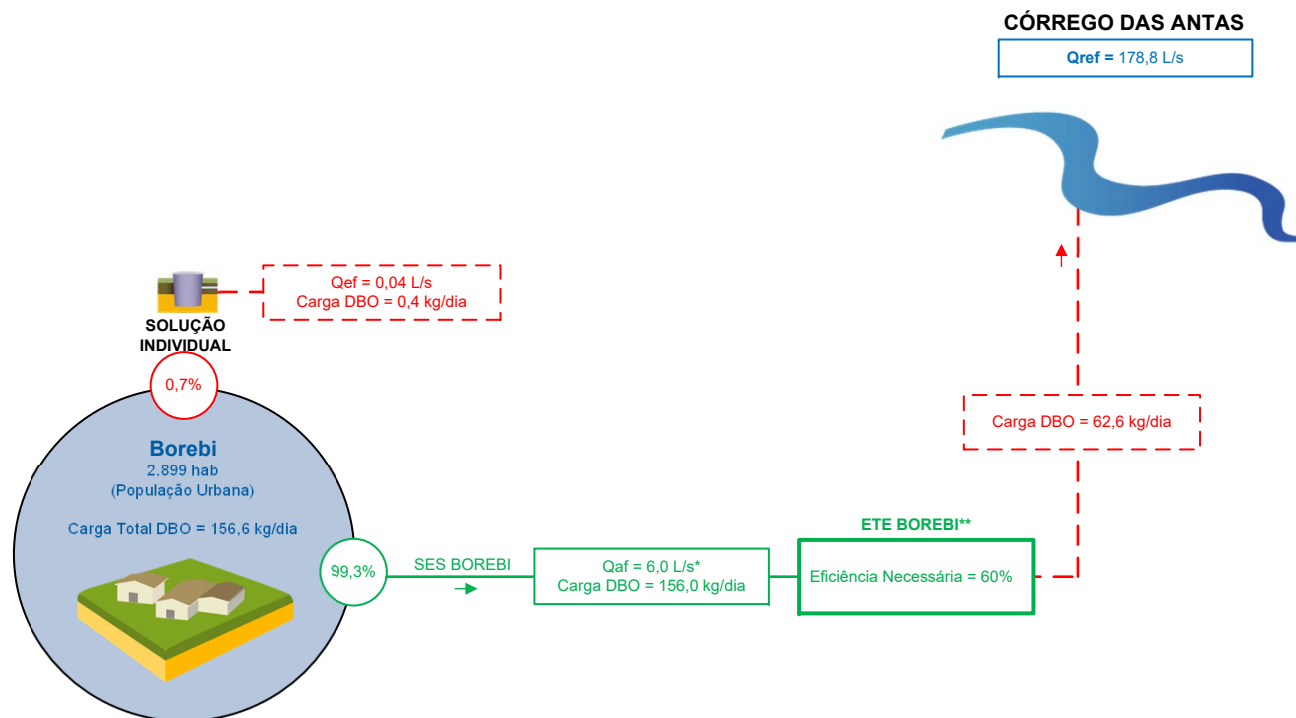 CÓRREGO DAS ANTAS
Qref = 178,8 L/s
Qef = 0,04 L/s
Carga DBO = 0,4 kg/dia
SOLUÇÃO
INDIVIDUAL
0,7%
Borebi
2.899 hab
(População Urbana)
Carga Total DBO = 156,6 kg/dia
99,3%
SES BOREBI
Qaf = 6,0 L/s*
Carga DBO = 156,0 kg/dia
ETE BOREBI**
Eficiência Necessária = 60%
Carga DBO = 62,6 kg/dia